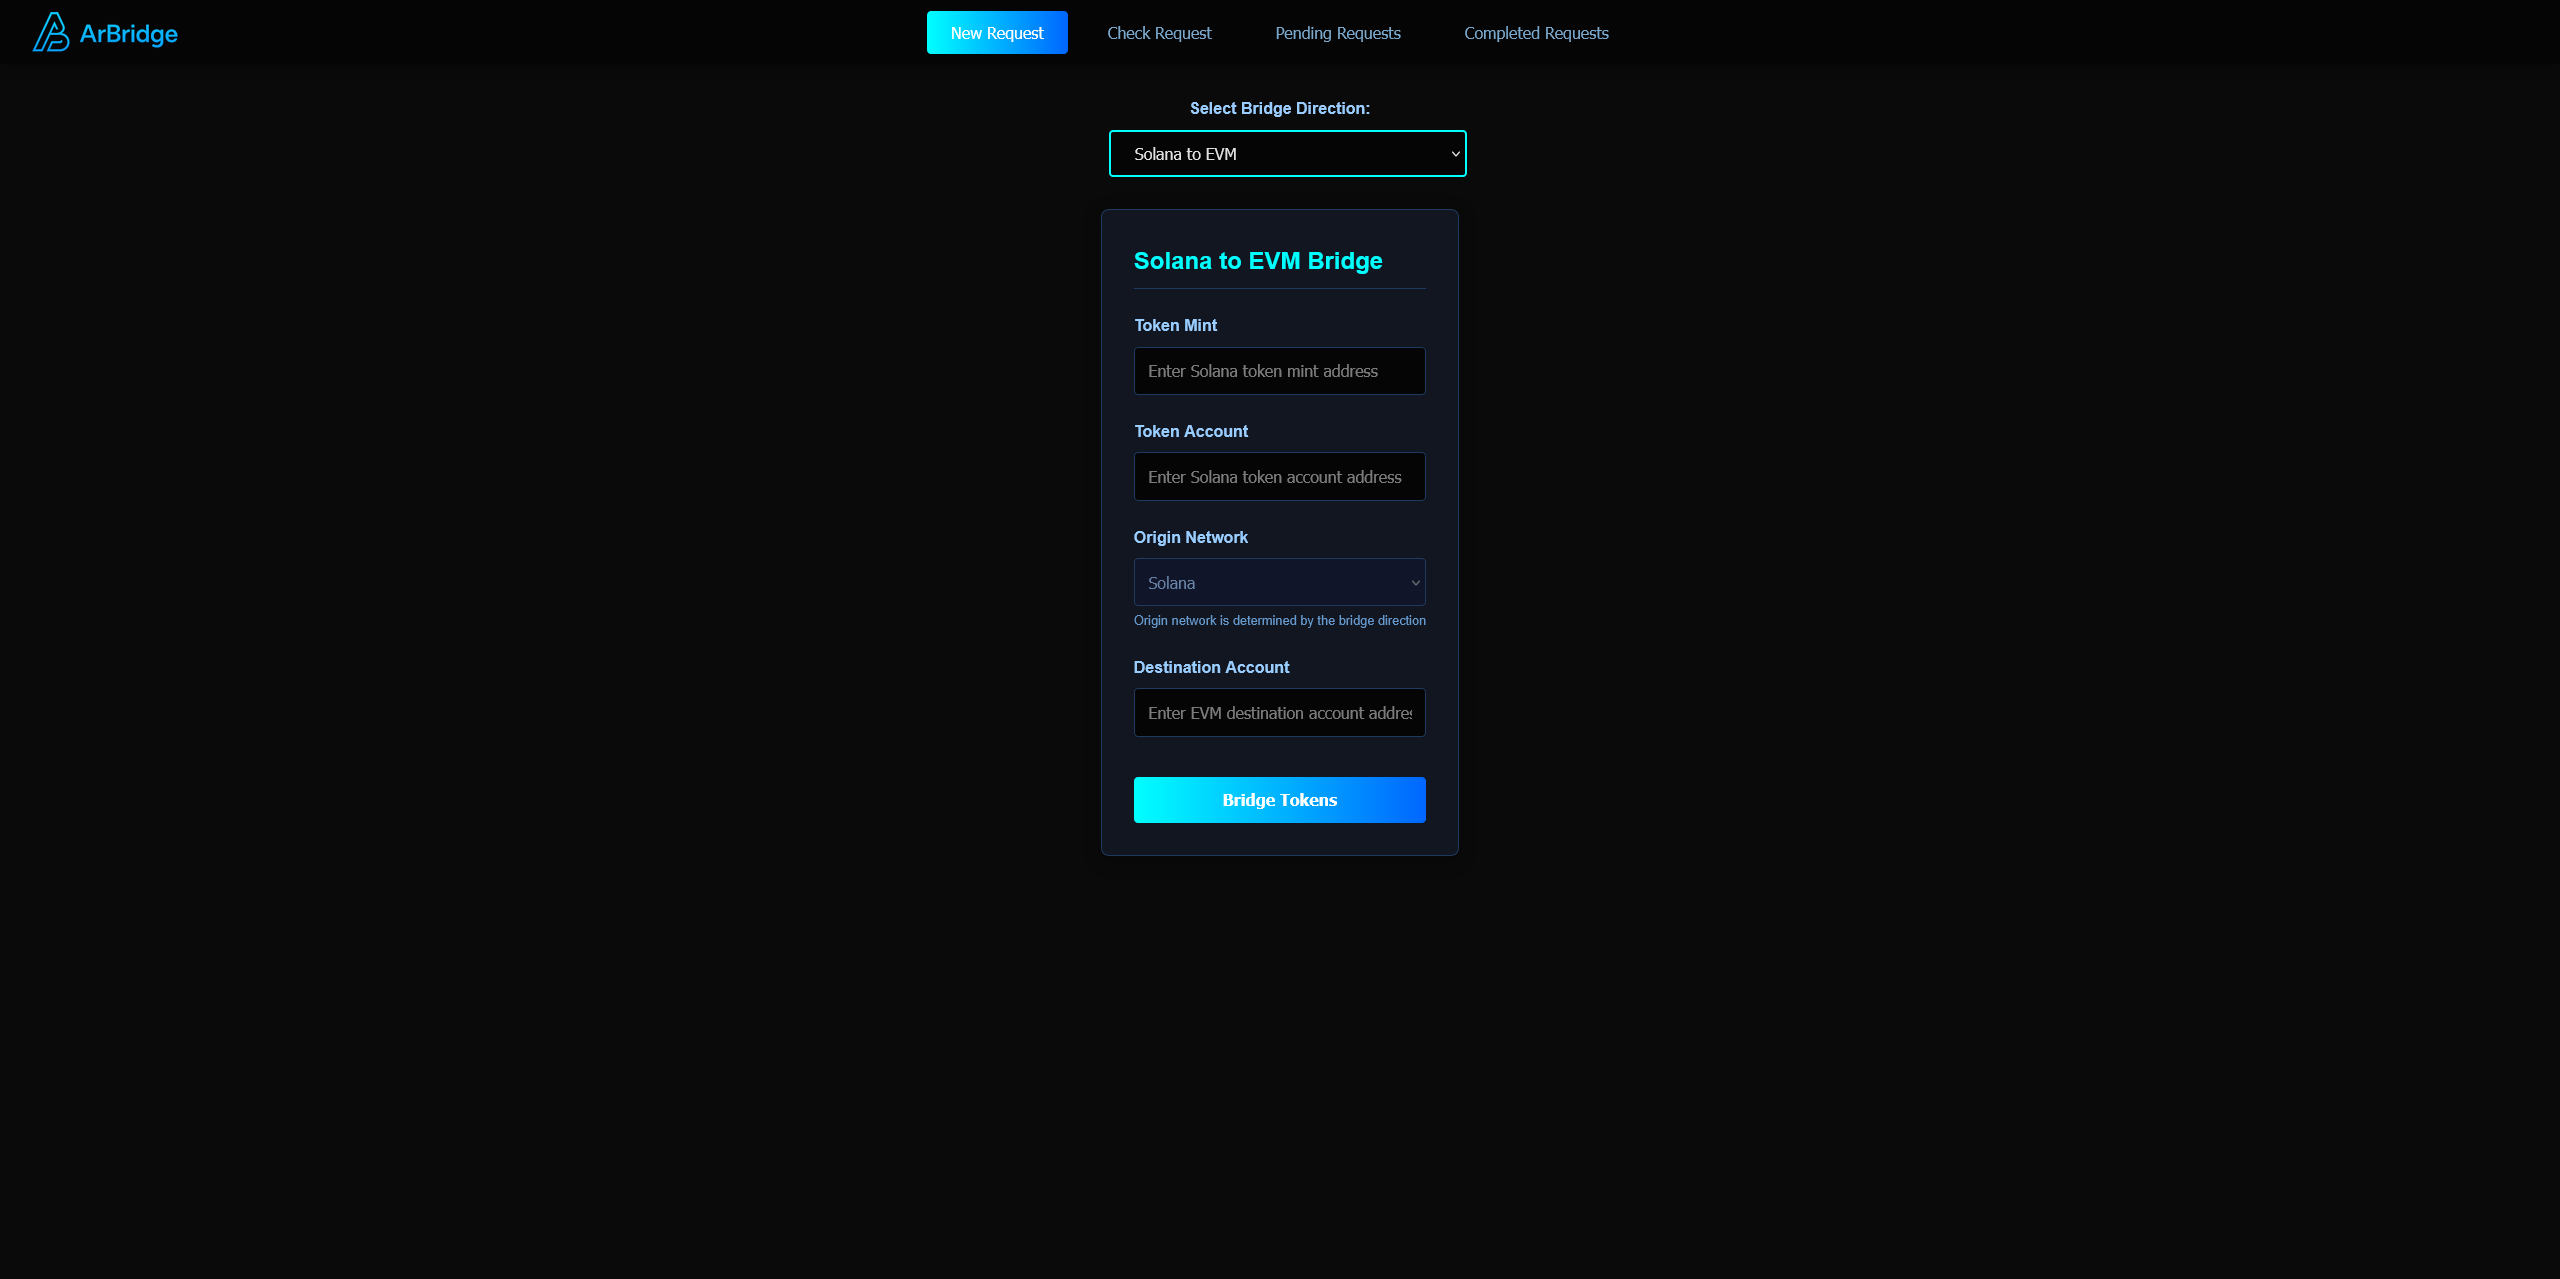 ArBridge
New Request
Check Request
Pending Requests
Completed Requests
Select Bridge Direction:
Solana to EVM
Solana to EVM Bridge
Token Mint
Enter Solana token mint address
Token Account
Enter Solana token account address
Origin Network
Solana
Origin network is determined by the bridge direction
Destination Account
Enter EVM destination account addres
Bridge Tokens